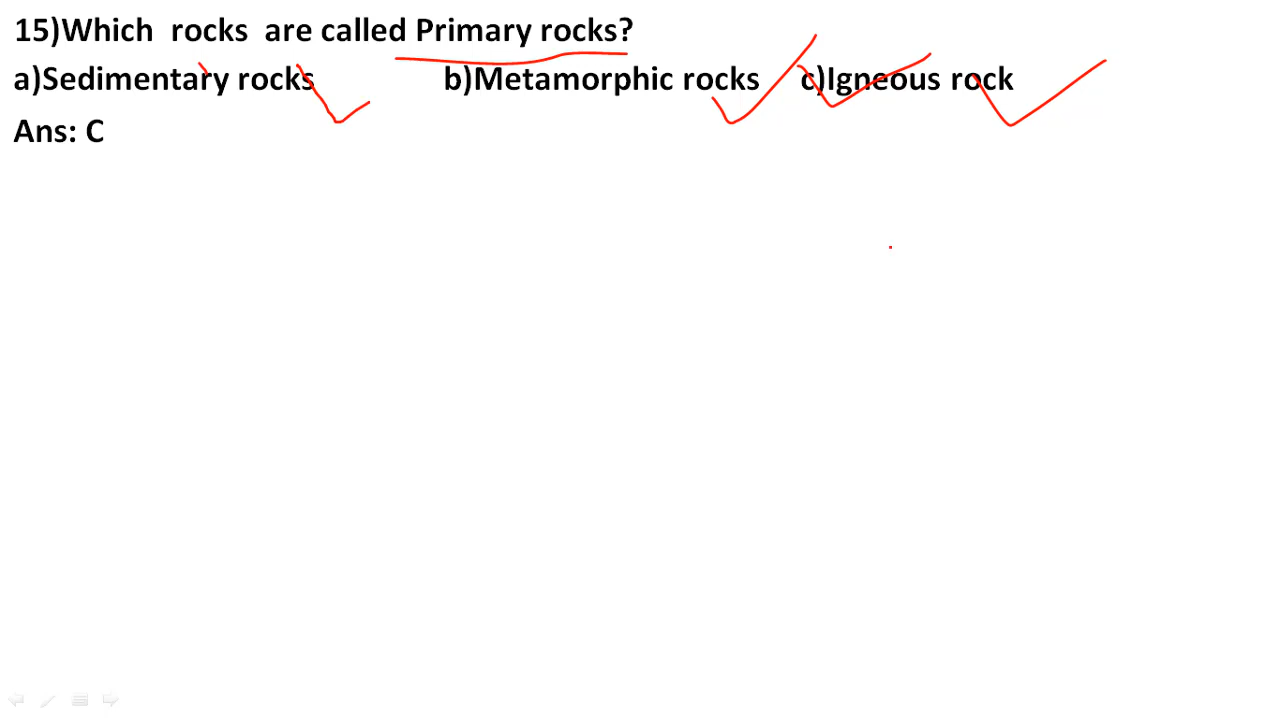 15)Which rocks are called Primary rocks?
a)Sedimentary rocks b)Metamorphic rocks c)Igneous rock
Ans: C